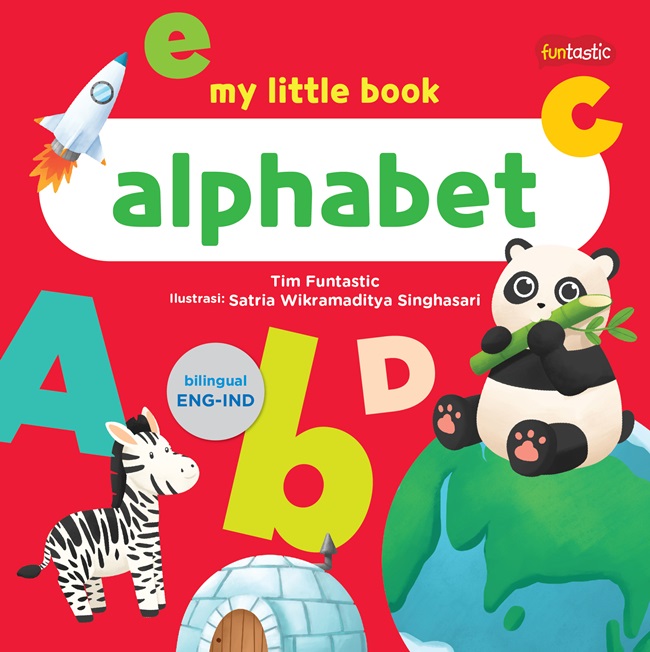 e
funtastic
my little book
c
alphabet
Tim Funtastic
Ilustrasi: Satria Wikramaditya Singhasari
A
b
D
bilingual
ENG-IND